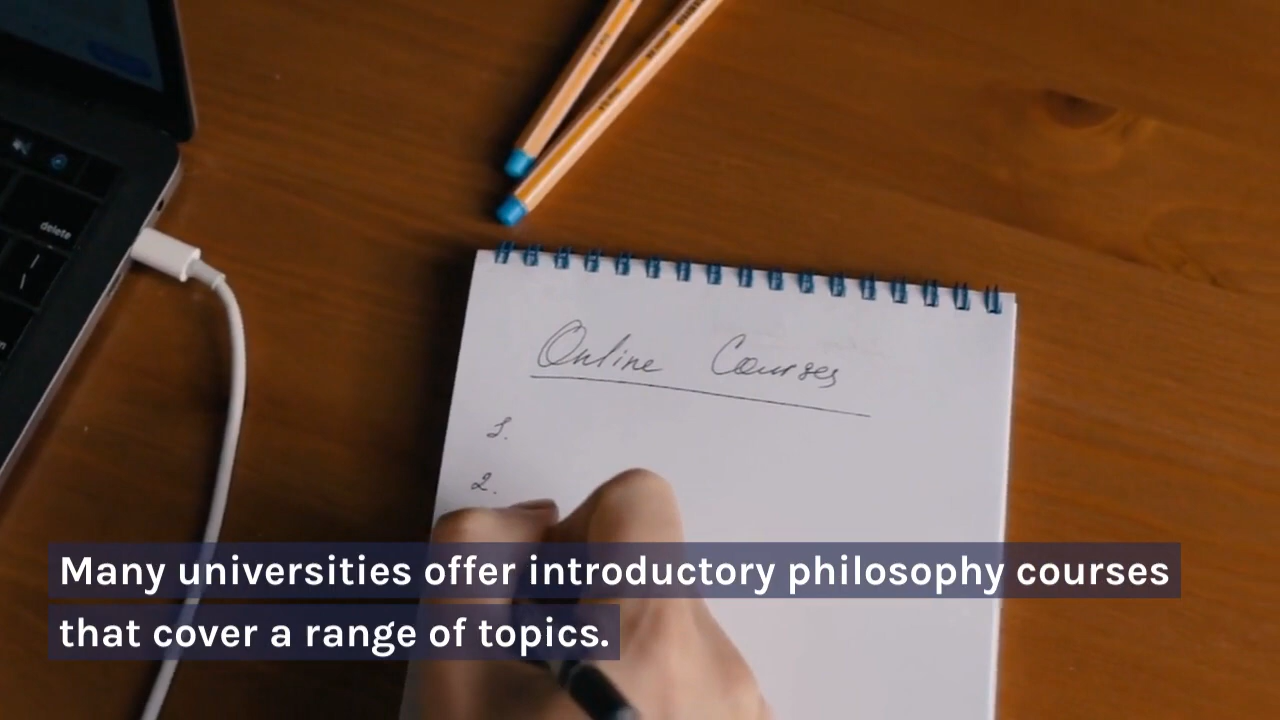 delete
Online Courses
1.
2.
Many universities offer introductory philosophy courses
that cover a range of topics.